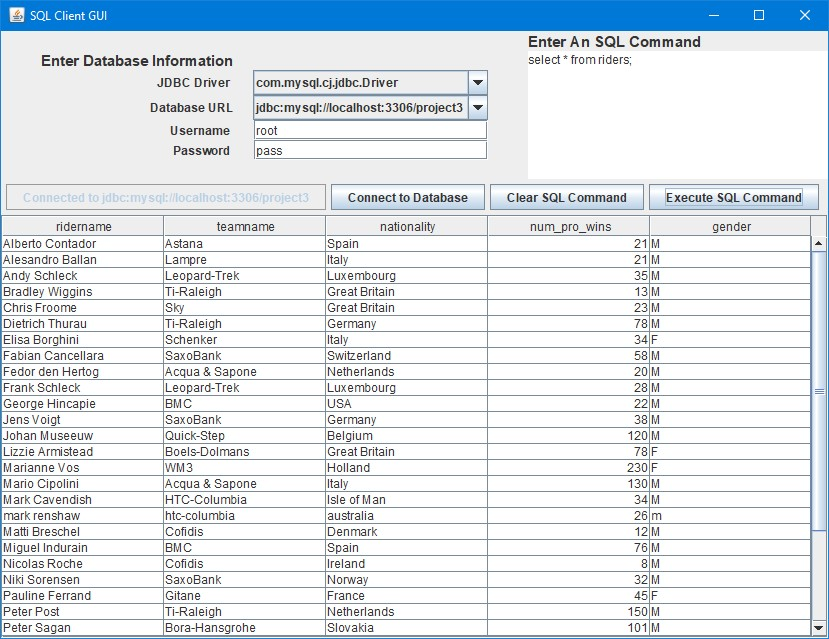 SQL Client GUI
Enter Database Information
JDBC Driver com.mysql.cj.jdbc.Driver
Database URL jdbc:mysql://localhost:3306/project3
Username root
Password pass
Enter An SQL Command
select * from riders;
Connected to jdbc:mysql://localhost:3306/project3 Connect to Database Clear SQL Command Execute SQL Command
ridername teamname nationality num_pro_wins gender
Alberto Contador Astana Spain 21 M
Alesandro Ballan Lampre Italy 21 M
Andy Schleck Leopard-Trek Luxembourg 35 M
Bradley Wiggins Ti-Raleigh Great Britain 13 M
Chris Froome Sky Great Britain 23 M
Dietrich Thurau Ti-Raleigh Germany 78 M
Elisa Borghini Schenker Italy 34 F
Fabian Cancellara SaxoBank Switzerland 58 M
Fedor den Hertog Acqua & Sapone Netherlands 20 M
Frank Schleck Leopard-Trek Luxembourg 28 M
George Hincapie BMC USA 22 M
Jens Voigt SaxoBank Germany 38 M
Johan Museeuw Quick-Step Belgium 120 M
Lizzie Armistead Boels-Dolmans Great Britain 78 F
Marianne Vos WM3 Holland 230 F
Mario Cipolini Acqua & Sapone Italy 130 M
Mark Cavendish HTC-Columbia Isle of Man 34 M
mark renshaw htc-columbia australia 26 m
Matti Breschel Cofidis Denmark 12 M
Miguel Indurain BMC Spain 76 M
Nicolas Roche Cofidis Ireland 8 M
Niki Sorensen SaxoBank Norway 32 M
Pauline Ferrand Gitane France 45 F
Peter Post Ti-Raleigh Netherlands 150 M
Peter Sagan Bora-Hansgrohe Slovakia 101 M